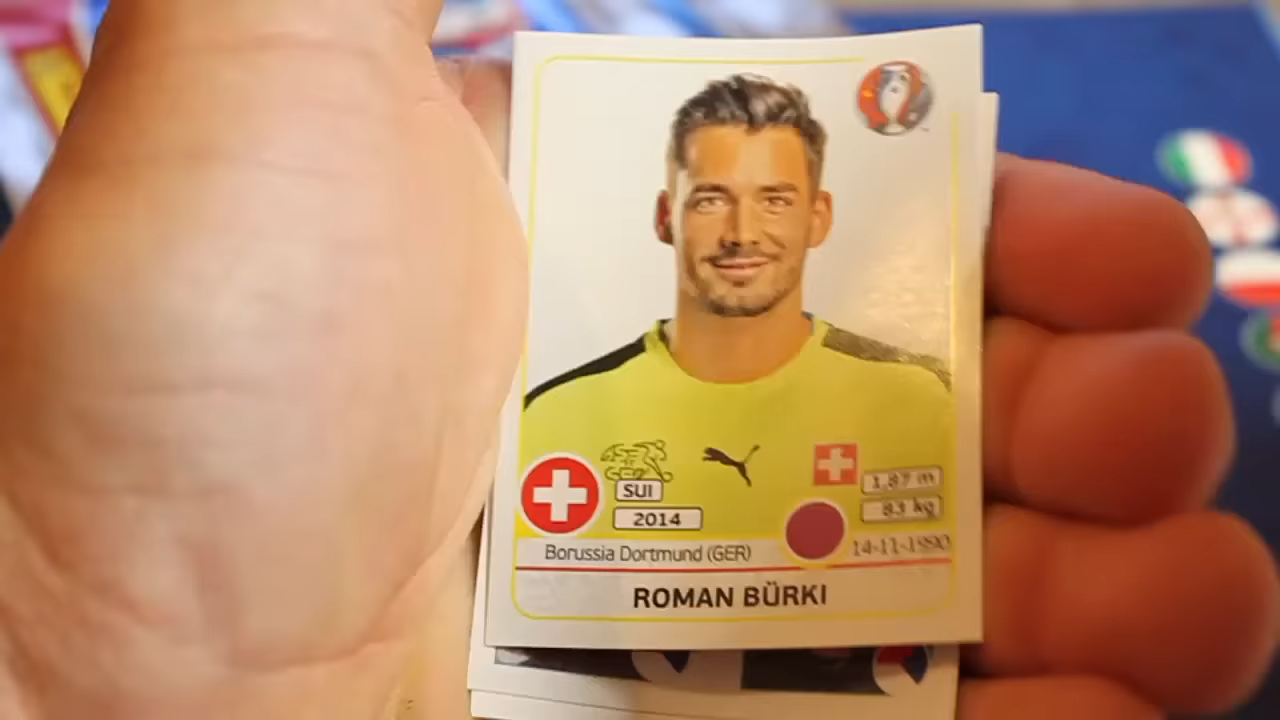 SUI
2014
1,87 m
83 kg
Borussia Dortmund (GER)
14-11-1990
ROMAN BÜRKI